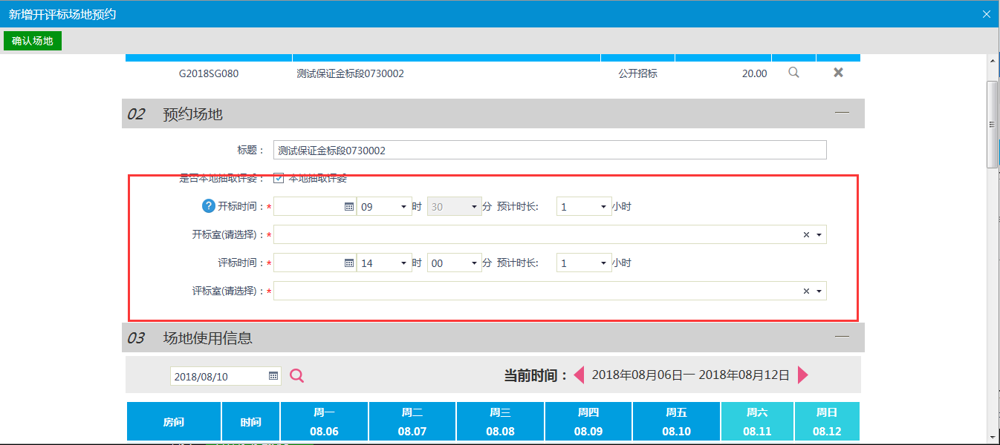 新增开评标场地预约
确认场地
G2018SG080 测试保证金标段0730002 公开招标 20.00
02 预约场地
标题： 测试保证金标段0730002
是否本地抽取评委： 本地抽取评委
? 开标时间：* 09 时 30 分 预计时长: 1 小时
开标室(请选择)：*
评标时间：* 14 时 00 分 预计时长: 1 小时
评标室(请选择)：*
03 场地使用信息
2018/08/10 当前时间： 2018年08月06日一 2018年08月12日
房间 时间 周一 周二 周三 周四 周五 周六 周日
08.06 08.07 08.08 08.09 08.10 08.11 08.12